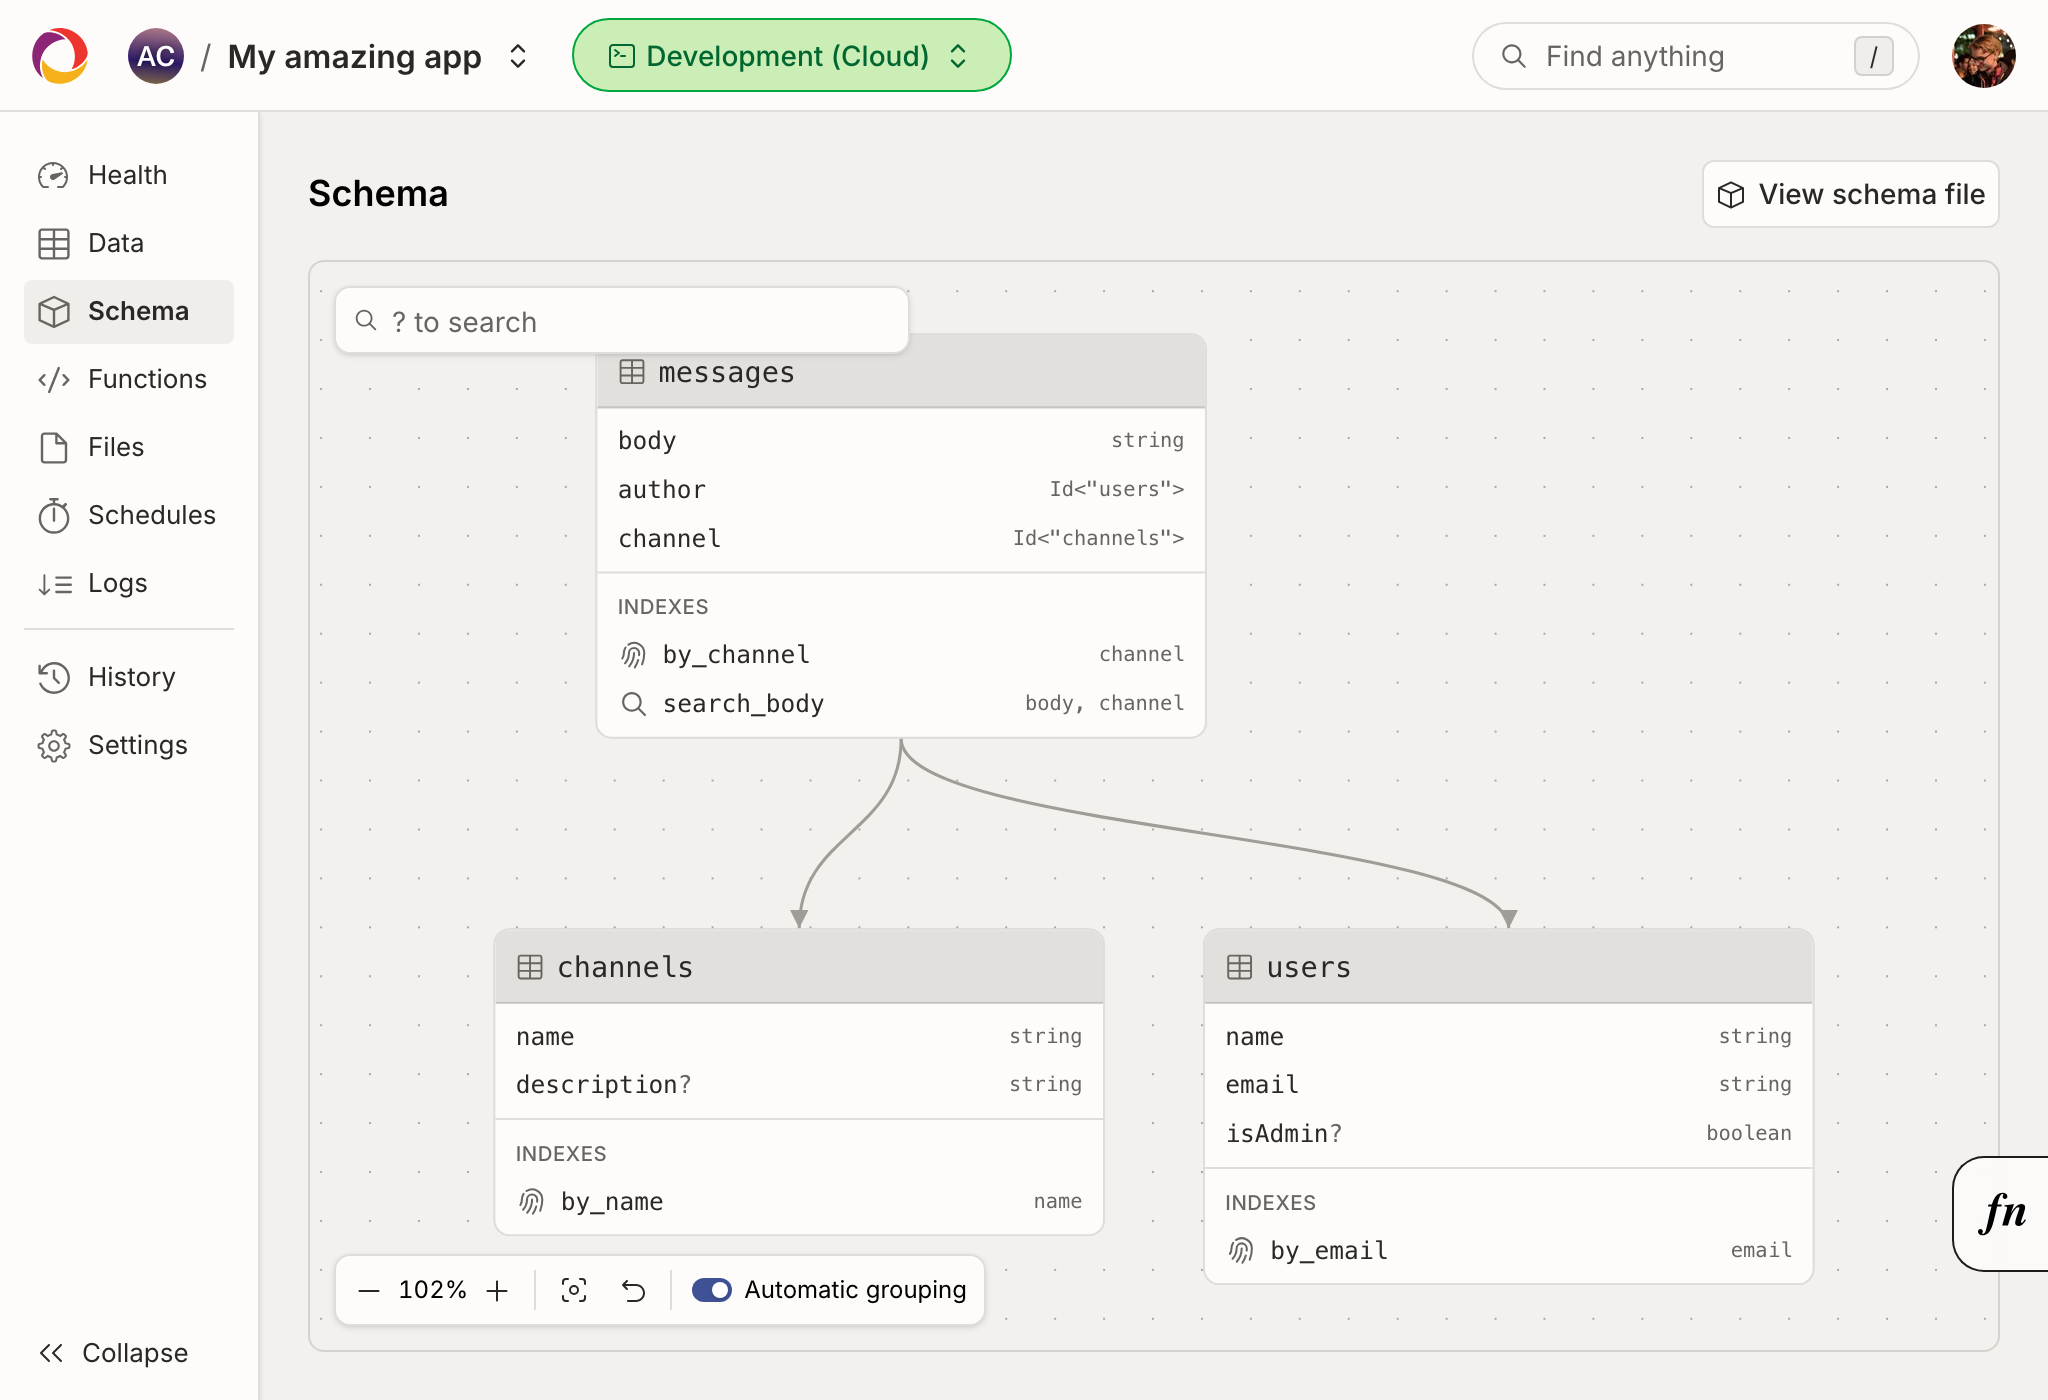 AC / My amazing app
Development (Cloud)
Find anything /
Health
Data
Schema
Functions
Files
Schedules
Logs
History
Settings
Collapse
Schema
View schema file
? to search
messages
body string
author Id<"users">
channel Id<"channels">
INDEXES
by_channel channel
search_body body, channel
channels
name string
description? string
INDEXES
by_name name
users
name string
email string
isAdmin? boolean
INDEXES
by_email email
102%
Automatic grouping
fn